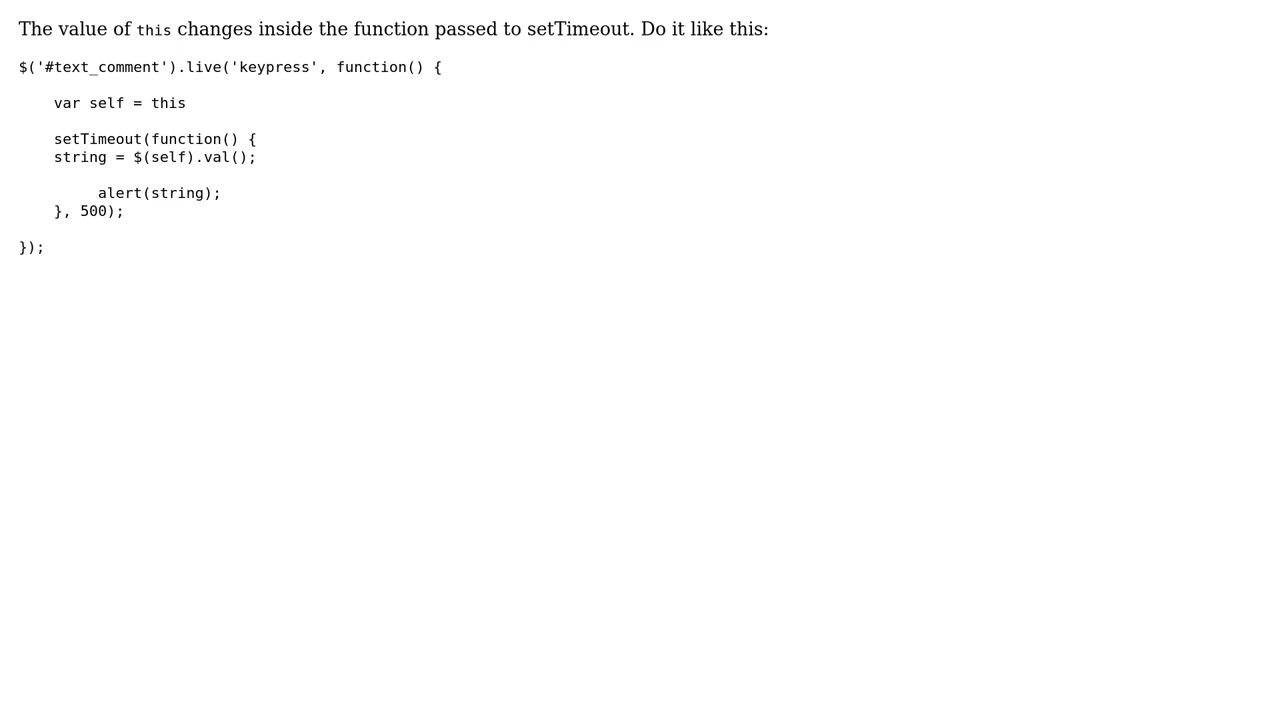 The value of this changes inside the function passed to setTimeout. Do it like this:
$('#text_comment').live('keypress', function() {
    var self = this
    setTimeout(function() {
    string = $(self).val();
         alert(string);
    }, 500);
});